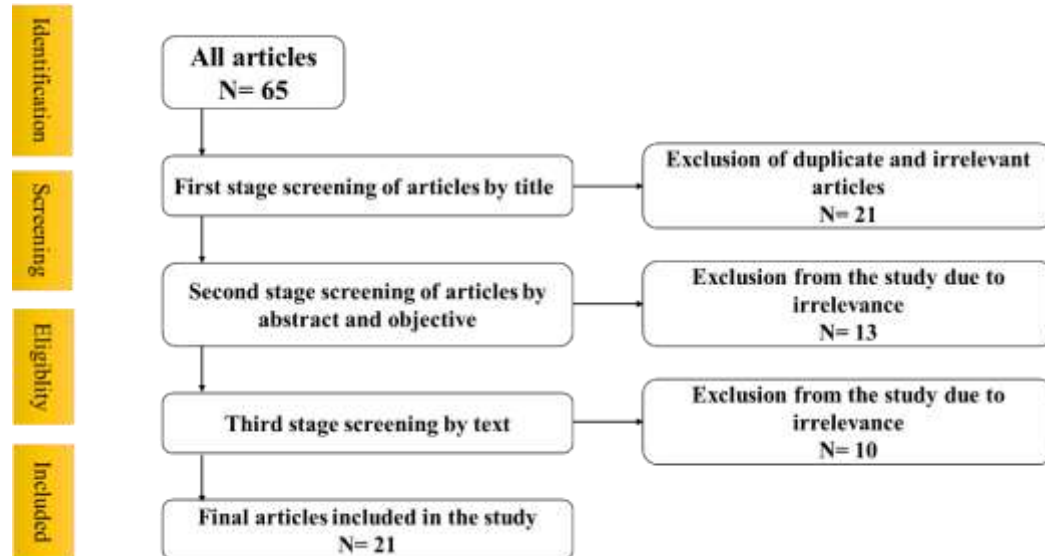 Identification
All articles
N= 65
First stage screening of articles by title
Exclusion of duplicate and irrelevant
articles
N= 21
Screening
Second stage screening of articles by
abstract and objective
Exclusion from the study due to
irrelevance
N= 13
Eligiblity
Third stage screening by text
Exclusion from the study due to
irrelevance
N= 10
Included
Final articles included in the study
N= 21